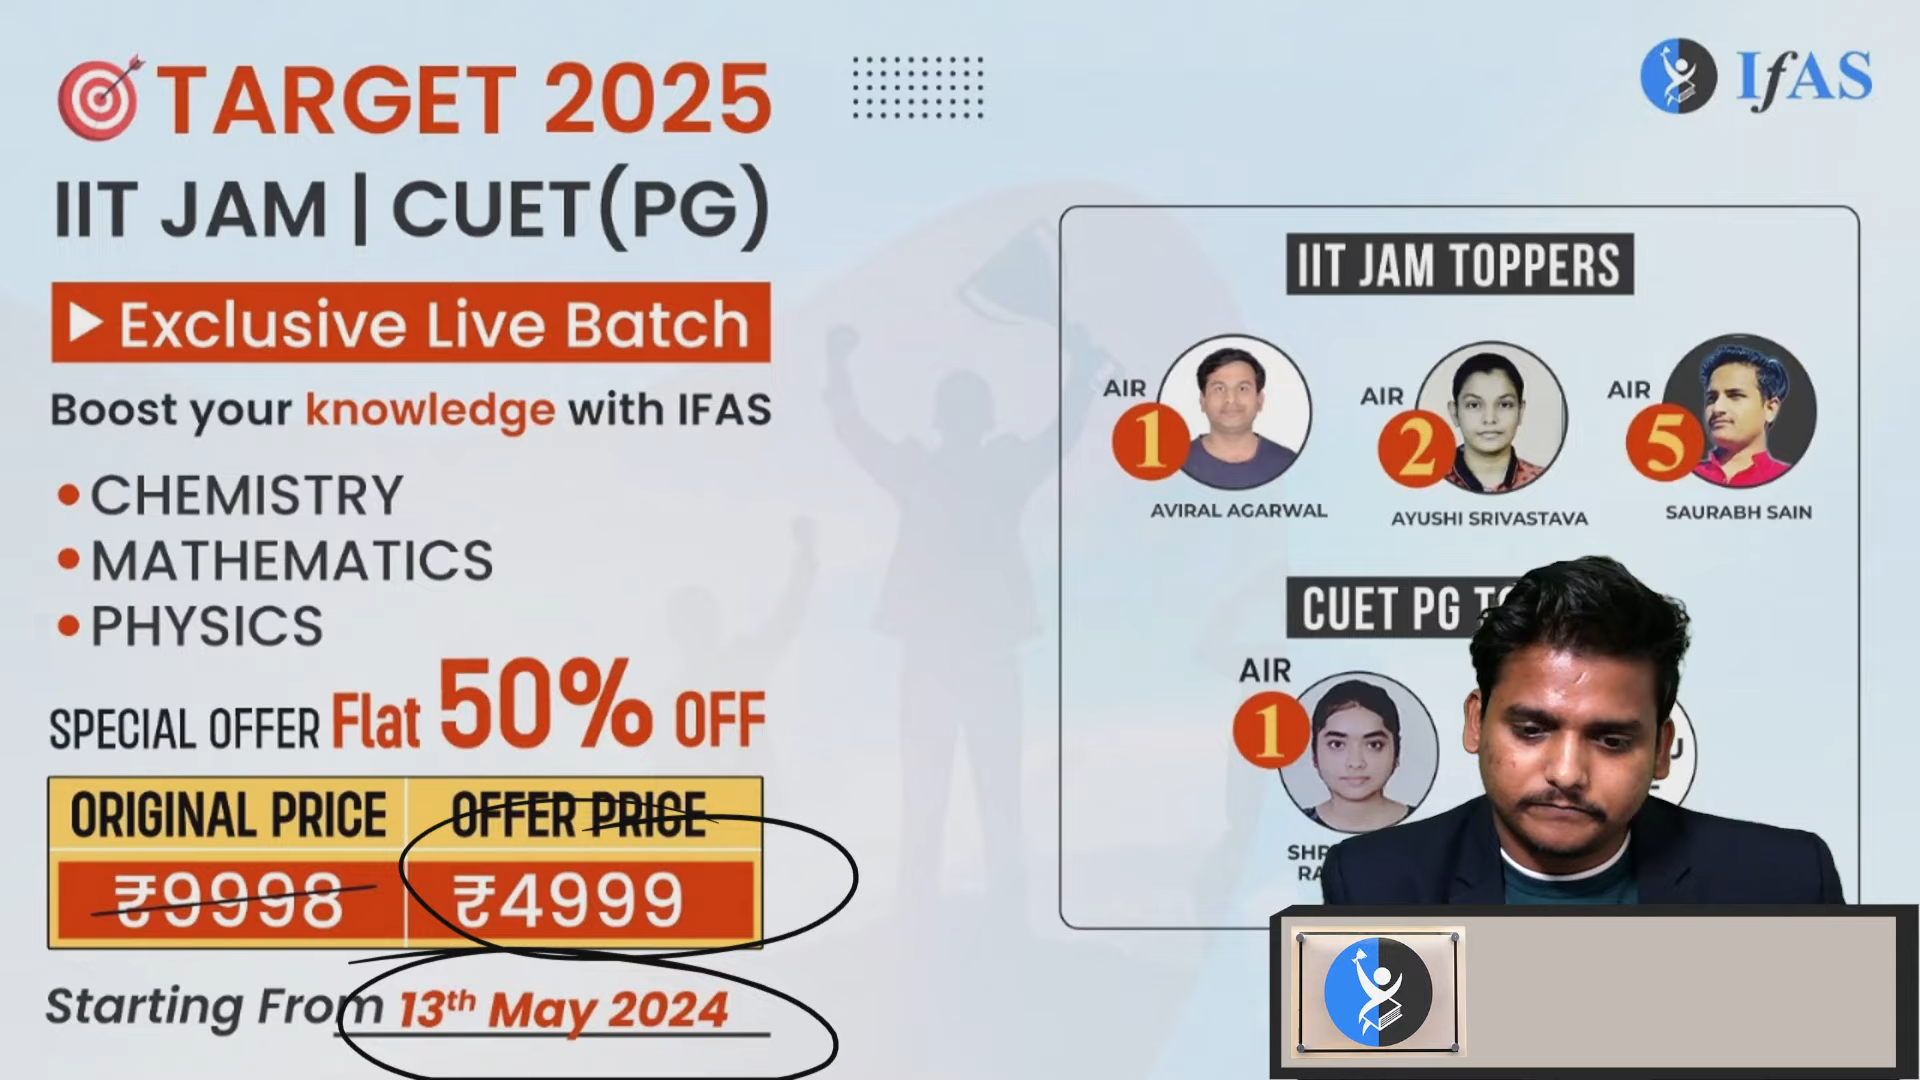 TARGET 2025
IIT JAM | CUET(PG)
Exclusive Live Batch
Boost your knowledge with IFAS
• CHEMISTRY
• MATHEMATICS
• PHYSICS
SPECIAL OFFER Flat 50% OFF
ORIGINAL PRICE OFFER PRICE
₹9998 ₹4999
Starting From 13th May 2024
IfAS
IIT JAM TOPPERS
AIR 1
AVIRAL AGARWAL
AIR 2
AYUSHI SRIVASTAVA
AIR 5
SAURABH SAIN
CUET PG
AIR
1